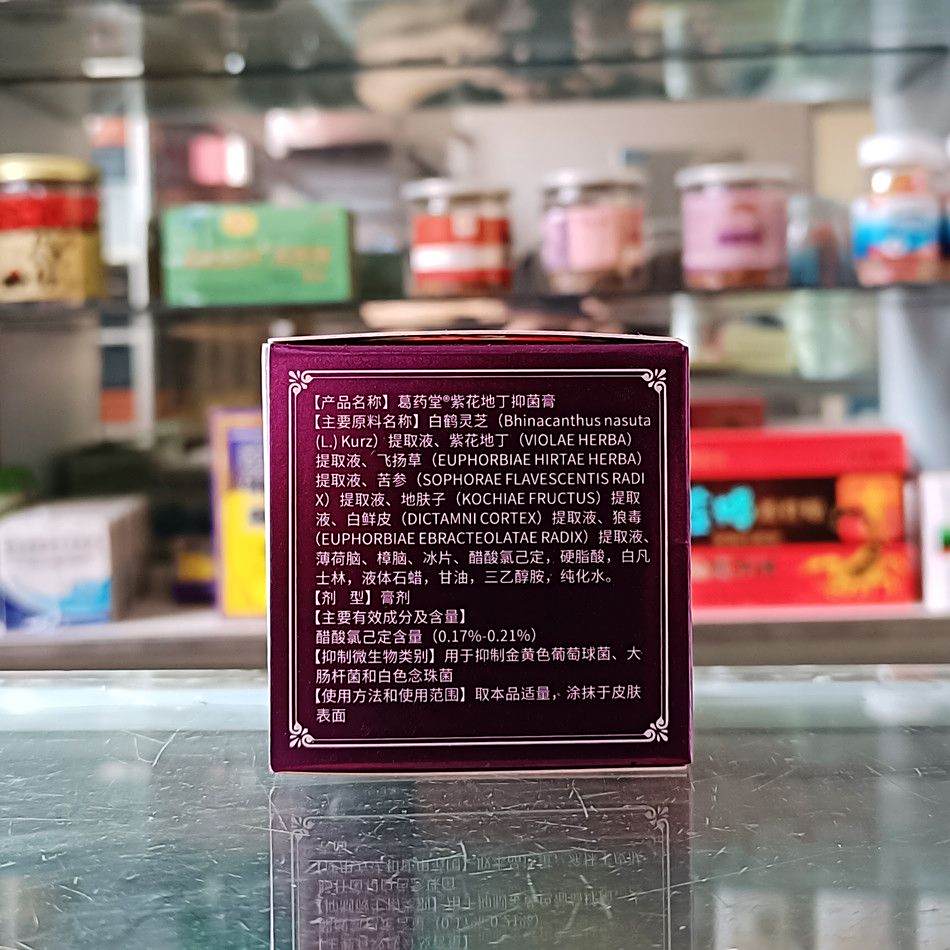 【产品名称】葛药堂®紫花地丁抑菌膏
【主要原料名称】白鹤灵芝（Bhinacanthus nasuta
(L.) Kurz）提取液、紫花地丁（VIOLAE HERBA）
提取液、飞扬草（EUPHORBIAE HIRTAE HERBA）
提取液、苦参（SOPHORAE FLAVESCENTIS RADI
X）提取液、地肤子（KOCHIAE FRUCTUS）提取
液、白鲜皮（DICTAMNI CORTEX）提取液、狼毒
（EUPHORBIAE EBRACTEOLATAE RADIX）提取液、
薄荷脑、樟脑、冰片、醋酸氯己定，硬脂酸，白凡
士林，液体石蜡，甘油，三乙醇胺，纯化水。
【剂　型】膏剂
【主要有效成分及含量】
醋酸氯己定含量（0.17%-0.21%）
【抑制微生物类别】用于抑制金黄色葡萄球菌、大
肠杆菌和白色念珠菌
【使用方法和使用范围】取本品适量，涂抹于皮肤
表面